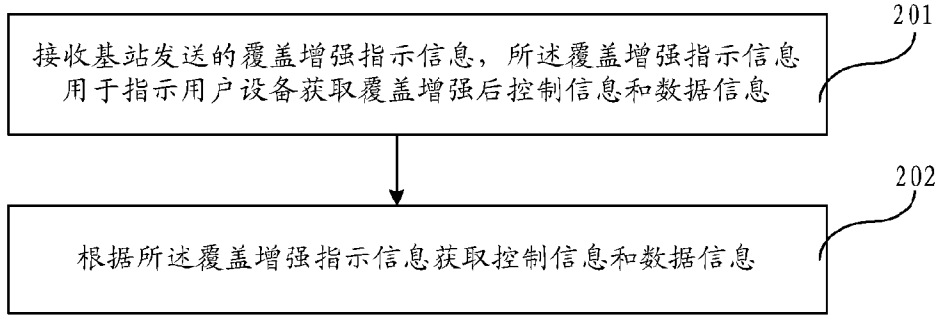 201
接收基站发送的覆盖增强指示信息，所述覆盖增强指示信息
用于指示用户设备获取覆盖增强后控制信息和数据信息
202
根据所述覆盖增强指示信息获取控制信息和数据信息